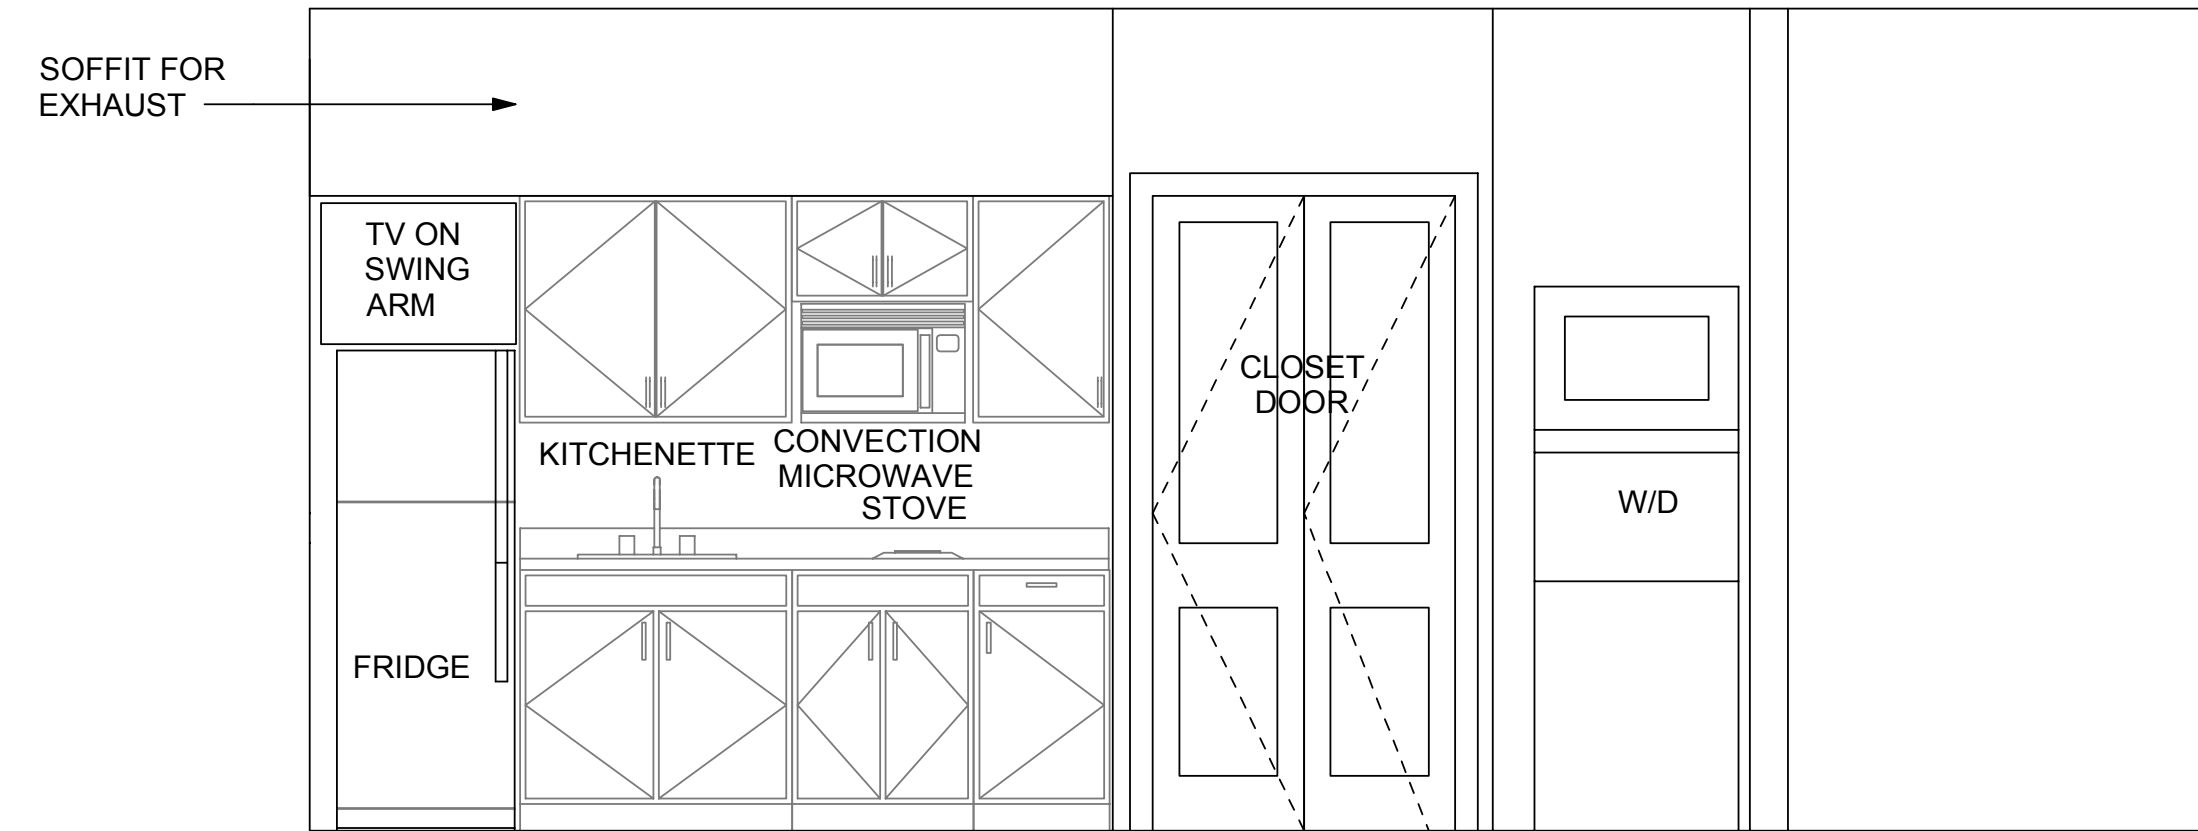 SOFFIT FOR
EXHAUST
TV ON
SWING
ARM
KITCHENETTE
CONVECTION
MICROWAVE
STOVE
CLOSET
DOOR
W/D
FRIDGE